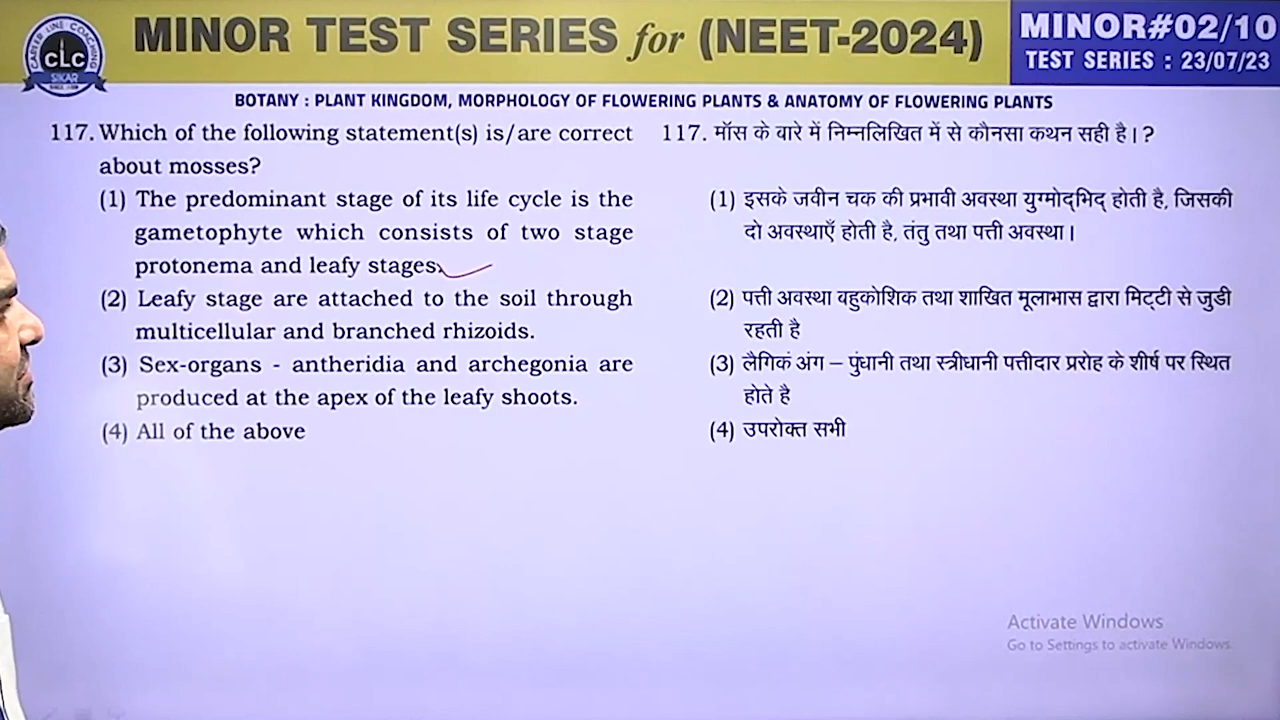 CAREER LINE COACHING
CLC
SIKAR
MINOR TEST SERIES for (NEET-2024)
MINOR#02/10
TEST SERIES : 23/07/23
BOTANY : PLANT KINGDOM, MORPHOLOGY OF FLOWERING PLANTS & ANATOMY OF FLOWERING PLANTS
117. Which of the following statement(s) is/are correct
about mosses?
(1) The predominant stage of its life cycle is the
gametophyte which consists of two stage
protonema and leafy stages.
(2) Leafy stage are attached to the soil through
multicellular and branched rhizoids.
(3) Sex-organs - antheridia and archegonia are
produced at the apex of the leafy shoots.
(4) All of the above
117. मॉस के बारे में निम्नलिखित में से कौनसा कथन सही है। ?
(1) इसके जवीन चक की प्रभावी अवस्था युग्मोद्‌भिद् होती है, जिसकी
दो अवस्थाएँ होती है, तंतु तथा पत्ती अवस्था।
(2) पत्ती अवस्था बहुकोशिक तथा शाखित मूलाभास द्वारा मिट्‌टी से जुडी
रहती है
(3) लैगिकं अंग – पुंधानी तथा स्त्रीधानी पत्तीदार प्ररोह के शीर्ष पर स्थित
होते है
(4) उपरोक्त सभी
Activate Windows
Go to Settings to activate Windows.